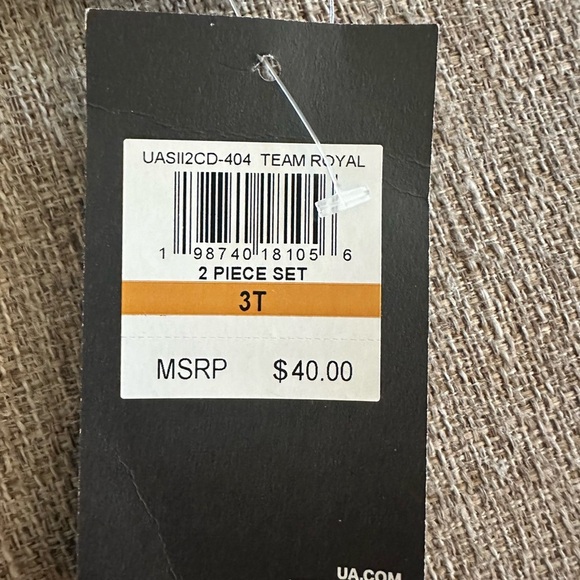 UASII2CD-404 TEAM ROYAL
1 98740 18105 6
2 PIECE SET
3T
MSRP $40.00
UA.COM